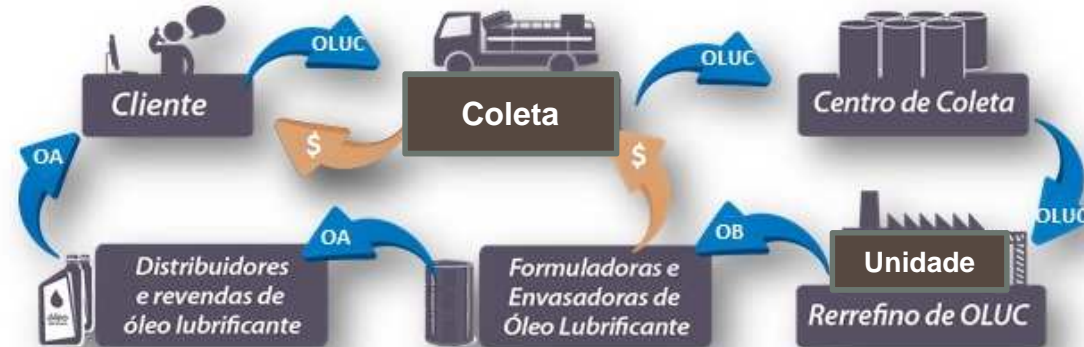 OLUC
Cliente
Coleta
OLUC
Centro de Coleta
OA
$
$
OLUC
OA
OB
Distribuidores
e revendas de
óleo lubrificante
Formuladoras e
Envasadoras de
Óleo Lubrificante
Unidade
Rerrefino de OLUC
óleo